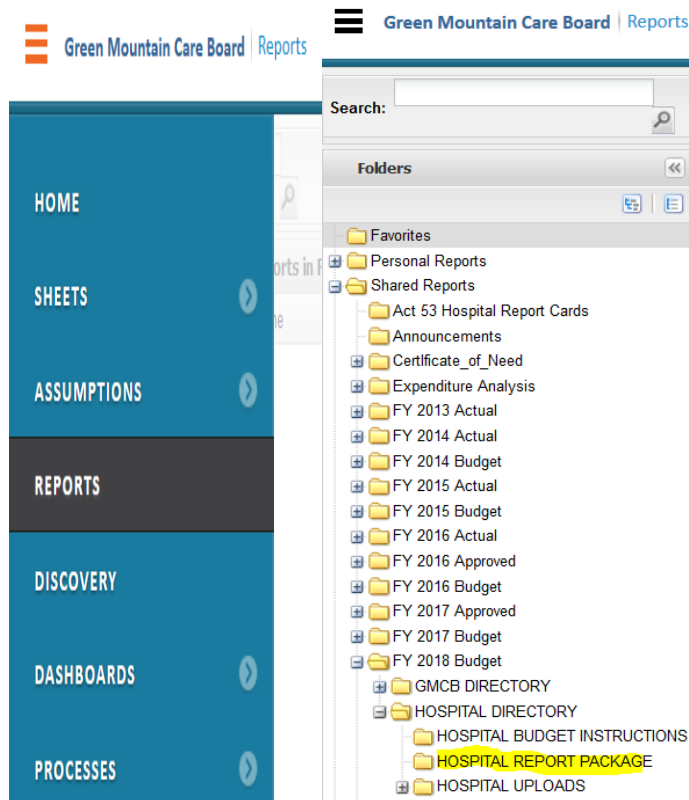 Green Mountain Care Board | Reports
HOME
SHEETS
ASSUMPTIONS
REPORTS
DISCOVERY
DASHBOARDS
PROCESSES
Green Mountain Care Board | Reports
Search:
Folders
Favorites
Personal Reports
Shared Reports
Act 53 Hospital Report Cards
Announcements
Certificate_of_Need
Expenditure Analysis
FY 2013 Actual
FY 2014 Actual
FY 2014 Budget
FY 2015 Actual
FY 2015 Budget
FY 2016 Actual
FY 2016 Approved
FY 2016 Budget
FY 2017 Approved
FY 2017 Budget
FY 2018 Budget
GMCB DIRECTORY
HOSPITAL DIRECTORY
HOSPITAL BUDGET INSTRUCTIONS
HOSPITAL REPORT PACKAGE
HOSPITAL UPLOADS